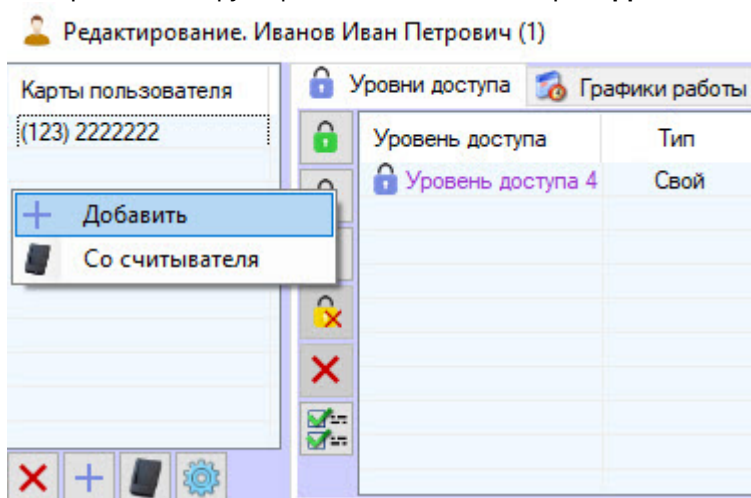 Редактирование. Иванов Иван Петрович (1)
Карты пользователя
(123) 2222222
Добавить
Со считывателя
Уровни доступа
Графики работы
Уровень доступа
Тип
Уровень доступа 4
Свой